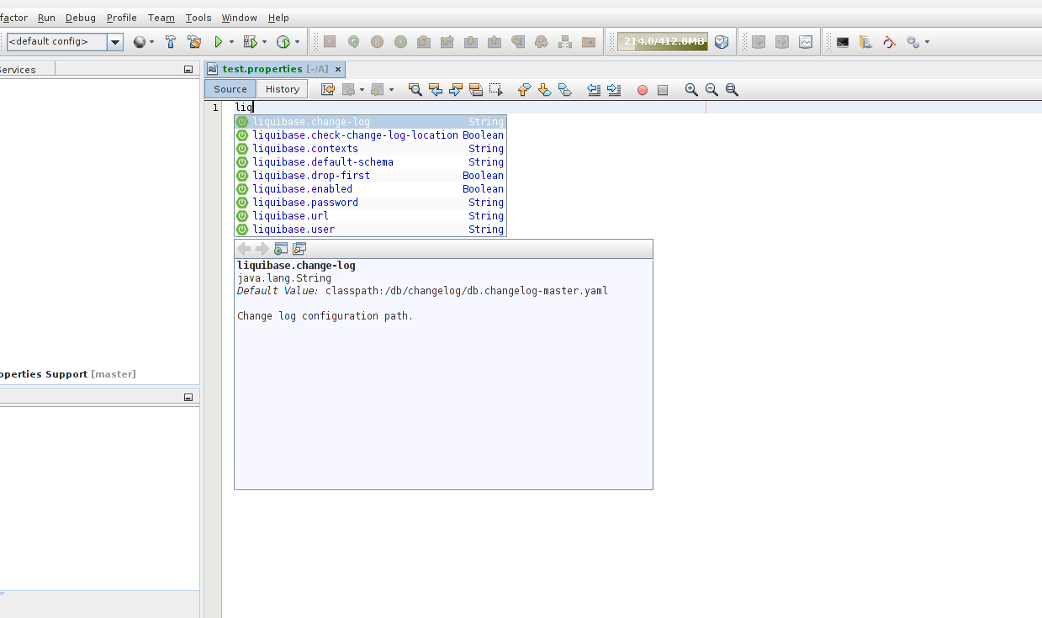 factor Run Debug Profile Team Tools Window Help
<default config> 214.0/412.0MB
Services
test.properties [-/A] ×
Source History
1 liq
liquibase.change-log String
liquibase.check-change-log-location Boolean
liquibase.contexts String
liquibase.default-schema String
liquibase.drop-first Boolean
liquibase.enabled Boolean
liquibase.password String
liquibase.url String
liquibase.user String
liquibase.change-log
java.lang.String
Default Value: classpath:/db/changelog/db.changelog-master.yaml
Change log configuration path.
operties Support [master]